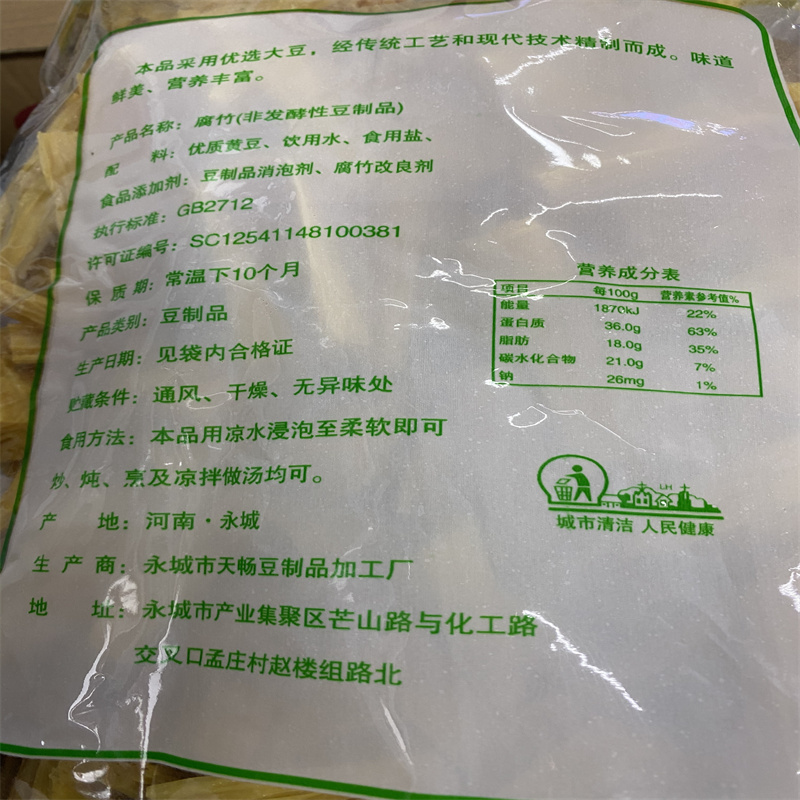 本品采用优选大豆，经传统工艺和现代技术精制而成。味道
鲜美、营养丰富。
产品名称：腐竹(非发酵性豆制品)
配 料：优质黄豆、饮用水、食用盐、
食品添加剂：豆制品消泡剂、腐竹改良剂
执行标准：GB2712
许可证编号：SC12541148100381
保 质 期：常温下10个月
产品类别：豆制品
生产日期：见袋内合格证
贮藏条件：通风、干燥、无异味处
食用方法：本品用凉水浸泡至柔软即可
炒、炖、烹及凉拌做汤均可。
产 地：河南·永城
生 产 商：永城市天畅豆制品加工厂
地 址：永城市产业集聚区芒山路与化工路
交叉口孟庄村赵楼组路北
营养成分表
项目 每100g 营养素参考值%
能量 1870kJ 22%
蛋白质 36.0g 63%
脂肪 18.0g 35%
碳水化合物 21.0g 7%
钠 26mg 1%
LH
城市清洁 人民健康